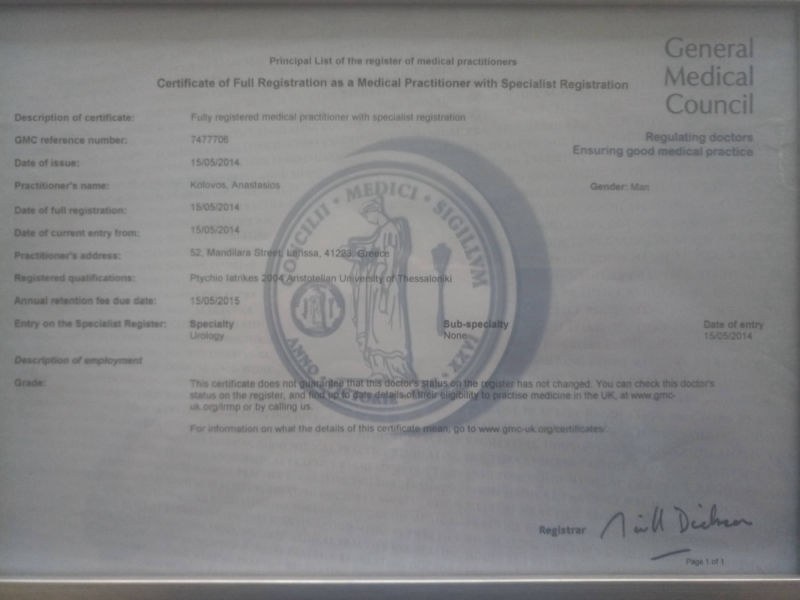 General
Medical
Council
Principal List of the register of medical practitioners
Certificate of Full Registration as a Medical Practitioner with Specialist Registration
Regulating doctors
Ensuring good medical practice
Description of certificate: Fully registered medical practitioner with specialist registration
GMC reference number: 7477706
Date of issue: 15/05/2014
Practitioner's name: Kolovos, Anastasios Gender: Man
Date of full registration: 15/05/2014
Date of current entry from: 15/05/2014
Practitioner's address: 52, Mandilara Street, Larissa, 41223, Greece
Registered qualifications: Ptychio Iatrikes 2004 Aristotelian University of Thessaloniki
Annual retention fee due date: 15/05/2015
Entry on the Specialist Register: Specialty Sub-specialty Date of entry
Urology None 15/05/2014
Description of employment
Grade: This certificate does not guarantee that this doctor's status on the register has not changed. You can check this doctor's
status on the register, and find up to date details of their eligibility to practise medicine in the UK, at www.gmc-
uk.org/lrmp or by calling us.
For information on what the details of this certificate mean, go to www.gmc-uk.org/certificates/.
MEDICI • SIGILLVM
ANNO
Registrar Niall Dickson
Page 1 of 1